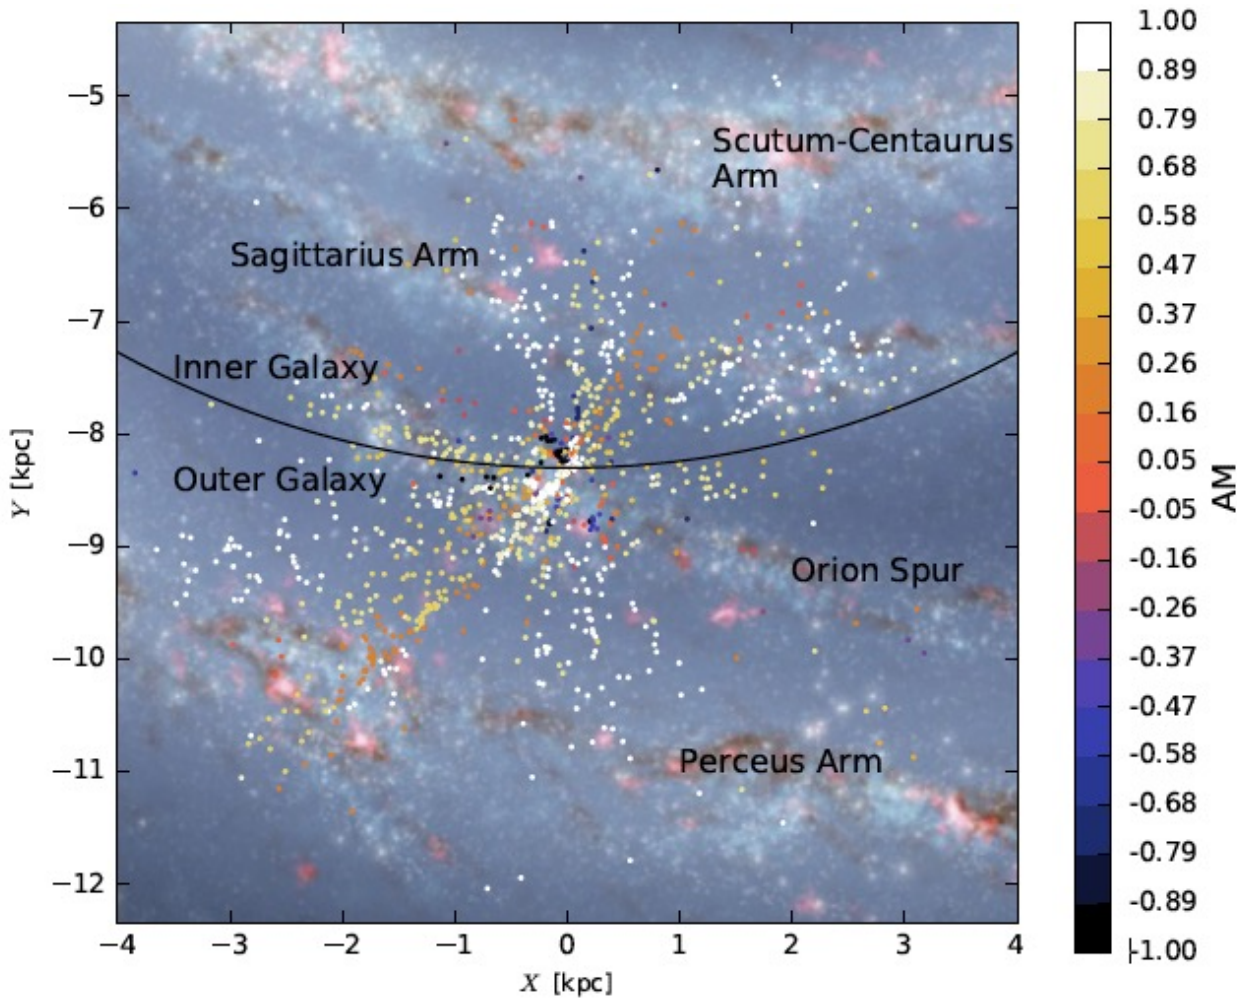 1.00
−5
0.89
Scutum-Centaurus
Arm
0.79
0.68
−6
0.58
Sagittarius Arm
0.47
0.37
−7
Inner Galaxy
0.26
0.16
−8
Outer Galaxy
0.05
AM
Y [kpc]
-0.05
−9
Orion Spur
-0.16
-0.26
−10
-0.37
-0.47
Perceus Arm
-0.58
−11
-0.68
-0.79
−12
-0.89
-1.00
−4 −3 −2 −1 0 1 2 3 4
X [kpc]